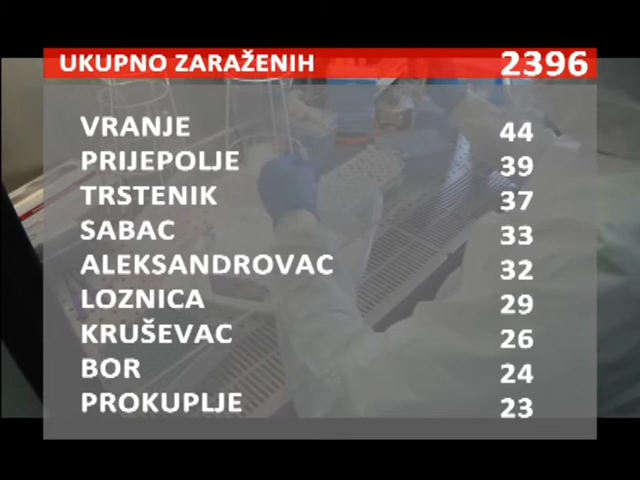 UKUPNO ZARAŽENIH 2396
VRANJE 44
PRIJEPOLJE 39
TRSTENIK 37
SABAC 33
ALEKSANDROVAC 32
LOZNICA 29
KRUŠEVAC 26
BOR 24
PROKUPLJE 23